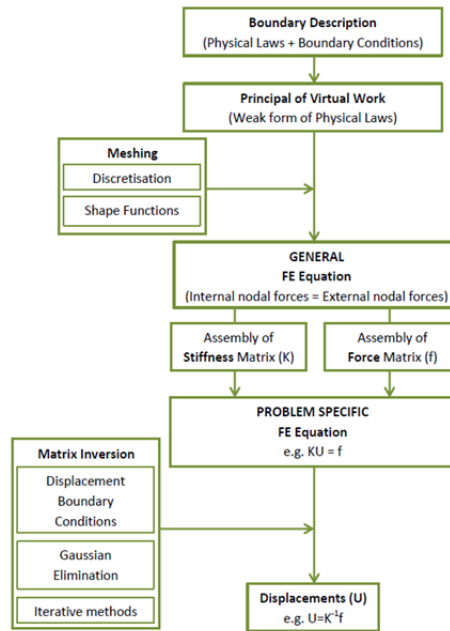 Boundary Description
(Physical Laws + Boundary Conditions)
Principal of Virtual Work
(Weak form of Physical Laws)
Meshing
Discretisation
Shape Functions
GENERAL
FE Equation
(Internal nodal forces = External nodal forces)
Assembly of
Stiffness Matrix (K)
Assembly of
Force Matrix (f)
PROBLEM SPECIFIC
FE Equation
e.g. KU = f
Matrix Inversion
Displacement
Boundary
Conditions
Gaussian
Elimination
Iterative methods
Displacements (U)
e.g. U=K⁻¹f